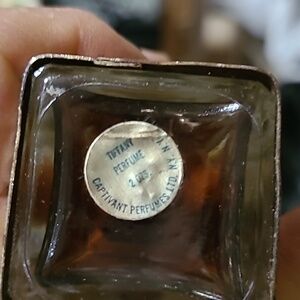 TIFFANY
PERFUME
2 OZS.
CAPTIVANT PERFUMES LTD. N.Y. N.Y.